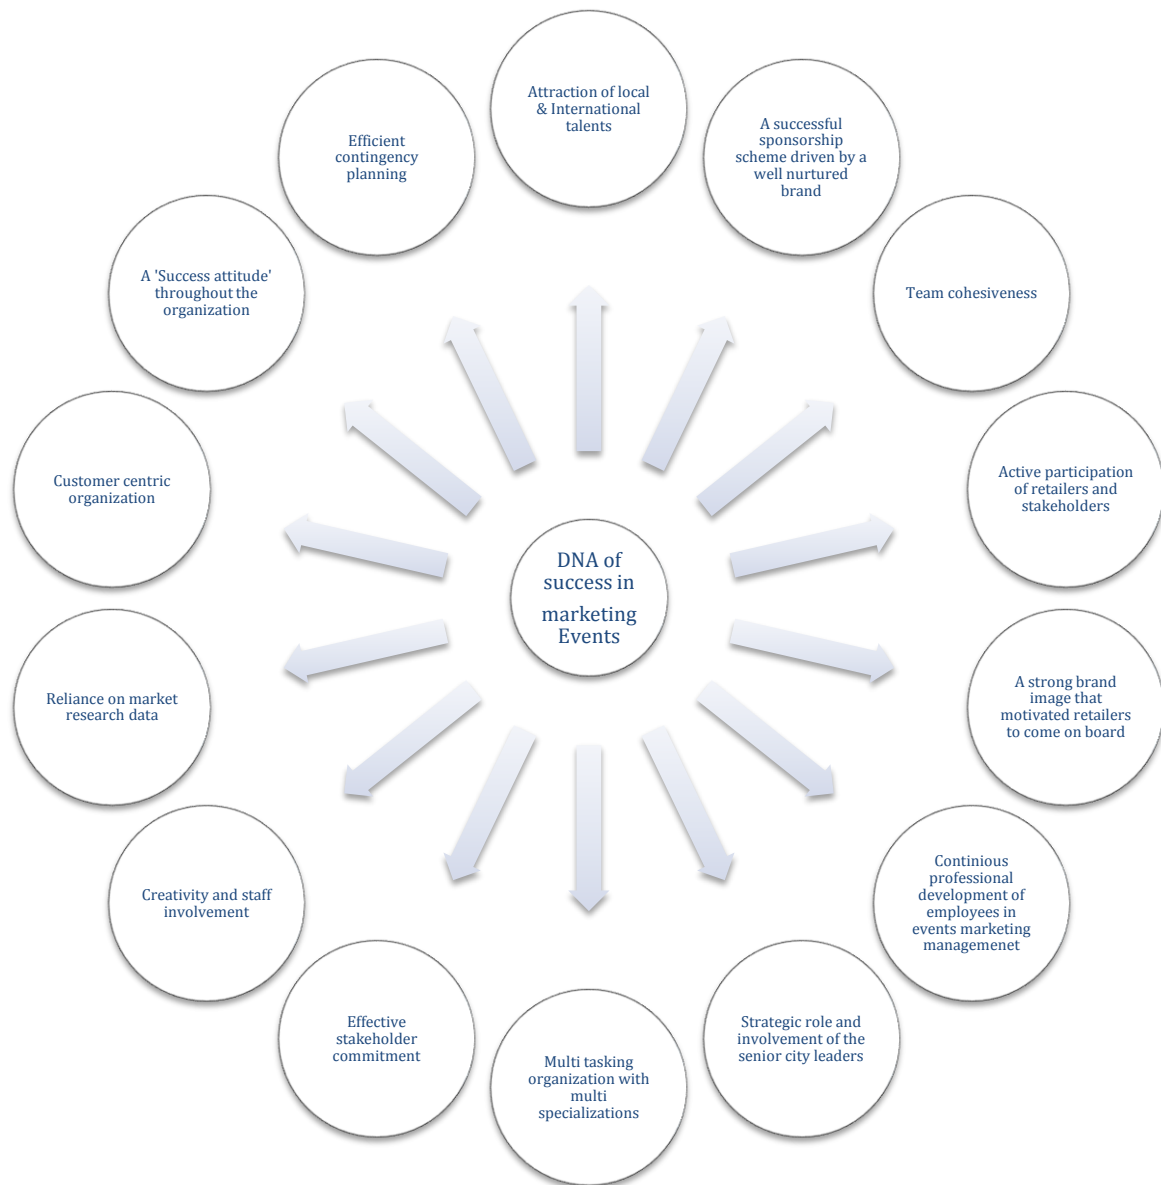 Attraction of local
& International
talents
A successful
sponsorship
scheme driven by a
well nurtured
brand
Team cohesiveness
Active participation
of retailers and
stakeholders
A strong brand
image that
motivated retailers
to come on board
Continious
professional
development of
employees in
events marketing
managemenet
Strategic role and
involvement of the
senior city leaders
Multi tasking
organization with
multi
specializations
Effective
stakeholder
commitment
Creativity and staff
involvement
Reliance on market
research data
Customer centric
organization
A 'Success attitude'
throughout the
organization
Efficient
contingency
planning
DNA of
success in
marketing
Events